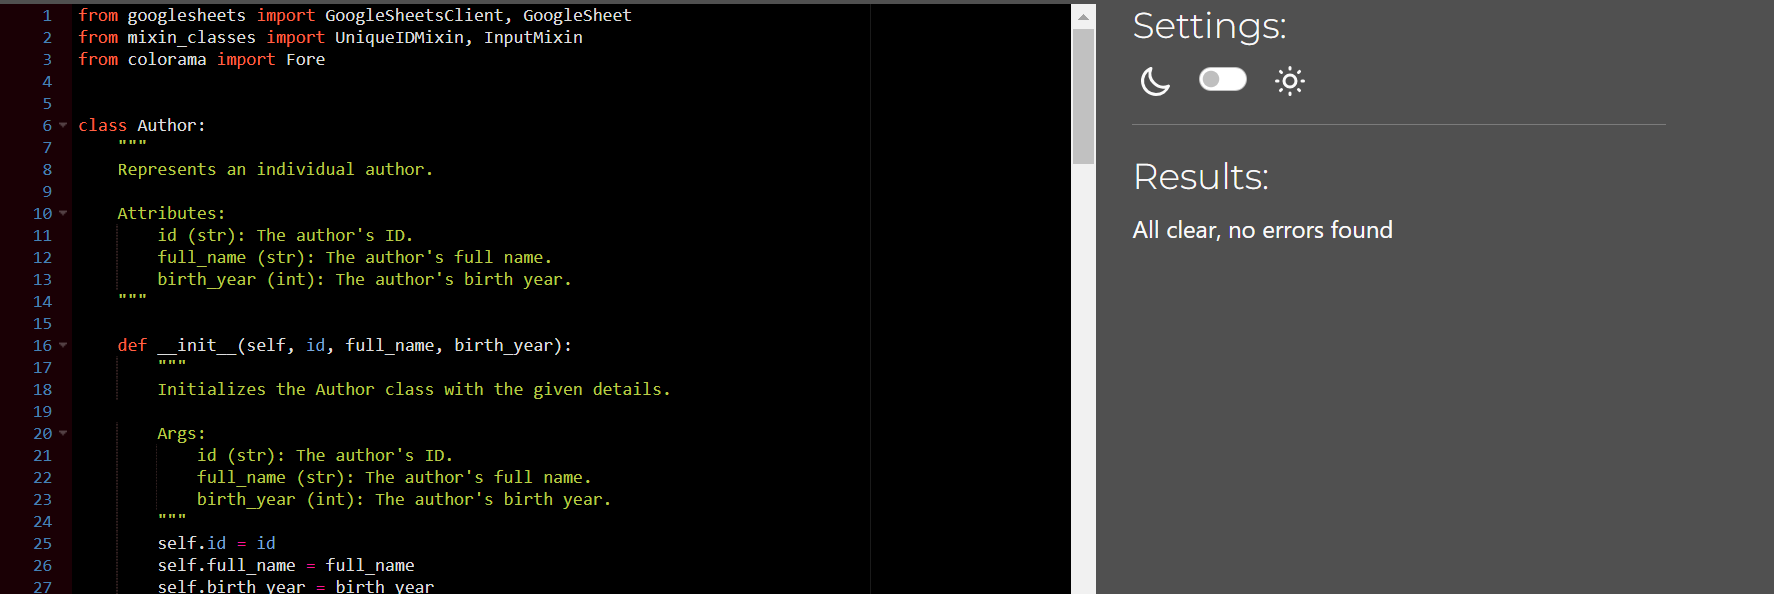 1 from googlesheets import GoogleSheetsClient, GoogleSheet
2 from mixin_classes import UniqueIDMixin, InputMixin
3 from colorama import Fore
4
5
6 class Author:
7 """
8 Represents an individual author.
9
10 Attributes:
11 id (str): The author's ID.
12 full_name (str): The author's full name.
13 birth_year (int): The author's birth year.
14 """
15
16 def __init__(self, id, full_name, birth_year):
17 """
18 Initializes the Author class with the given details.
19
20 Args:
21 id (str): The author's ID.
22 full_name (str): The author's full name.
23 birth_year (int): The author's birth year.
24 """
25 self.id = id
26 self.full_name = full_name
27 self.birth_year = birth_year
Settings:
Results:
All clear, no errors found